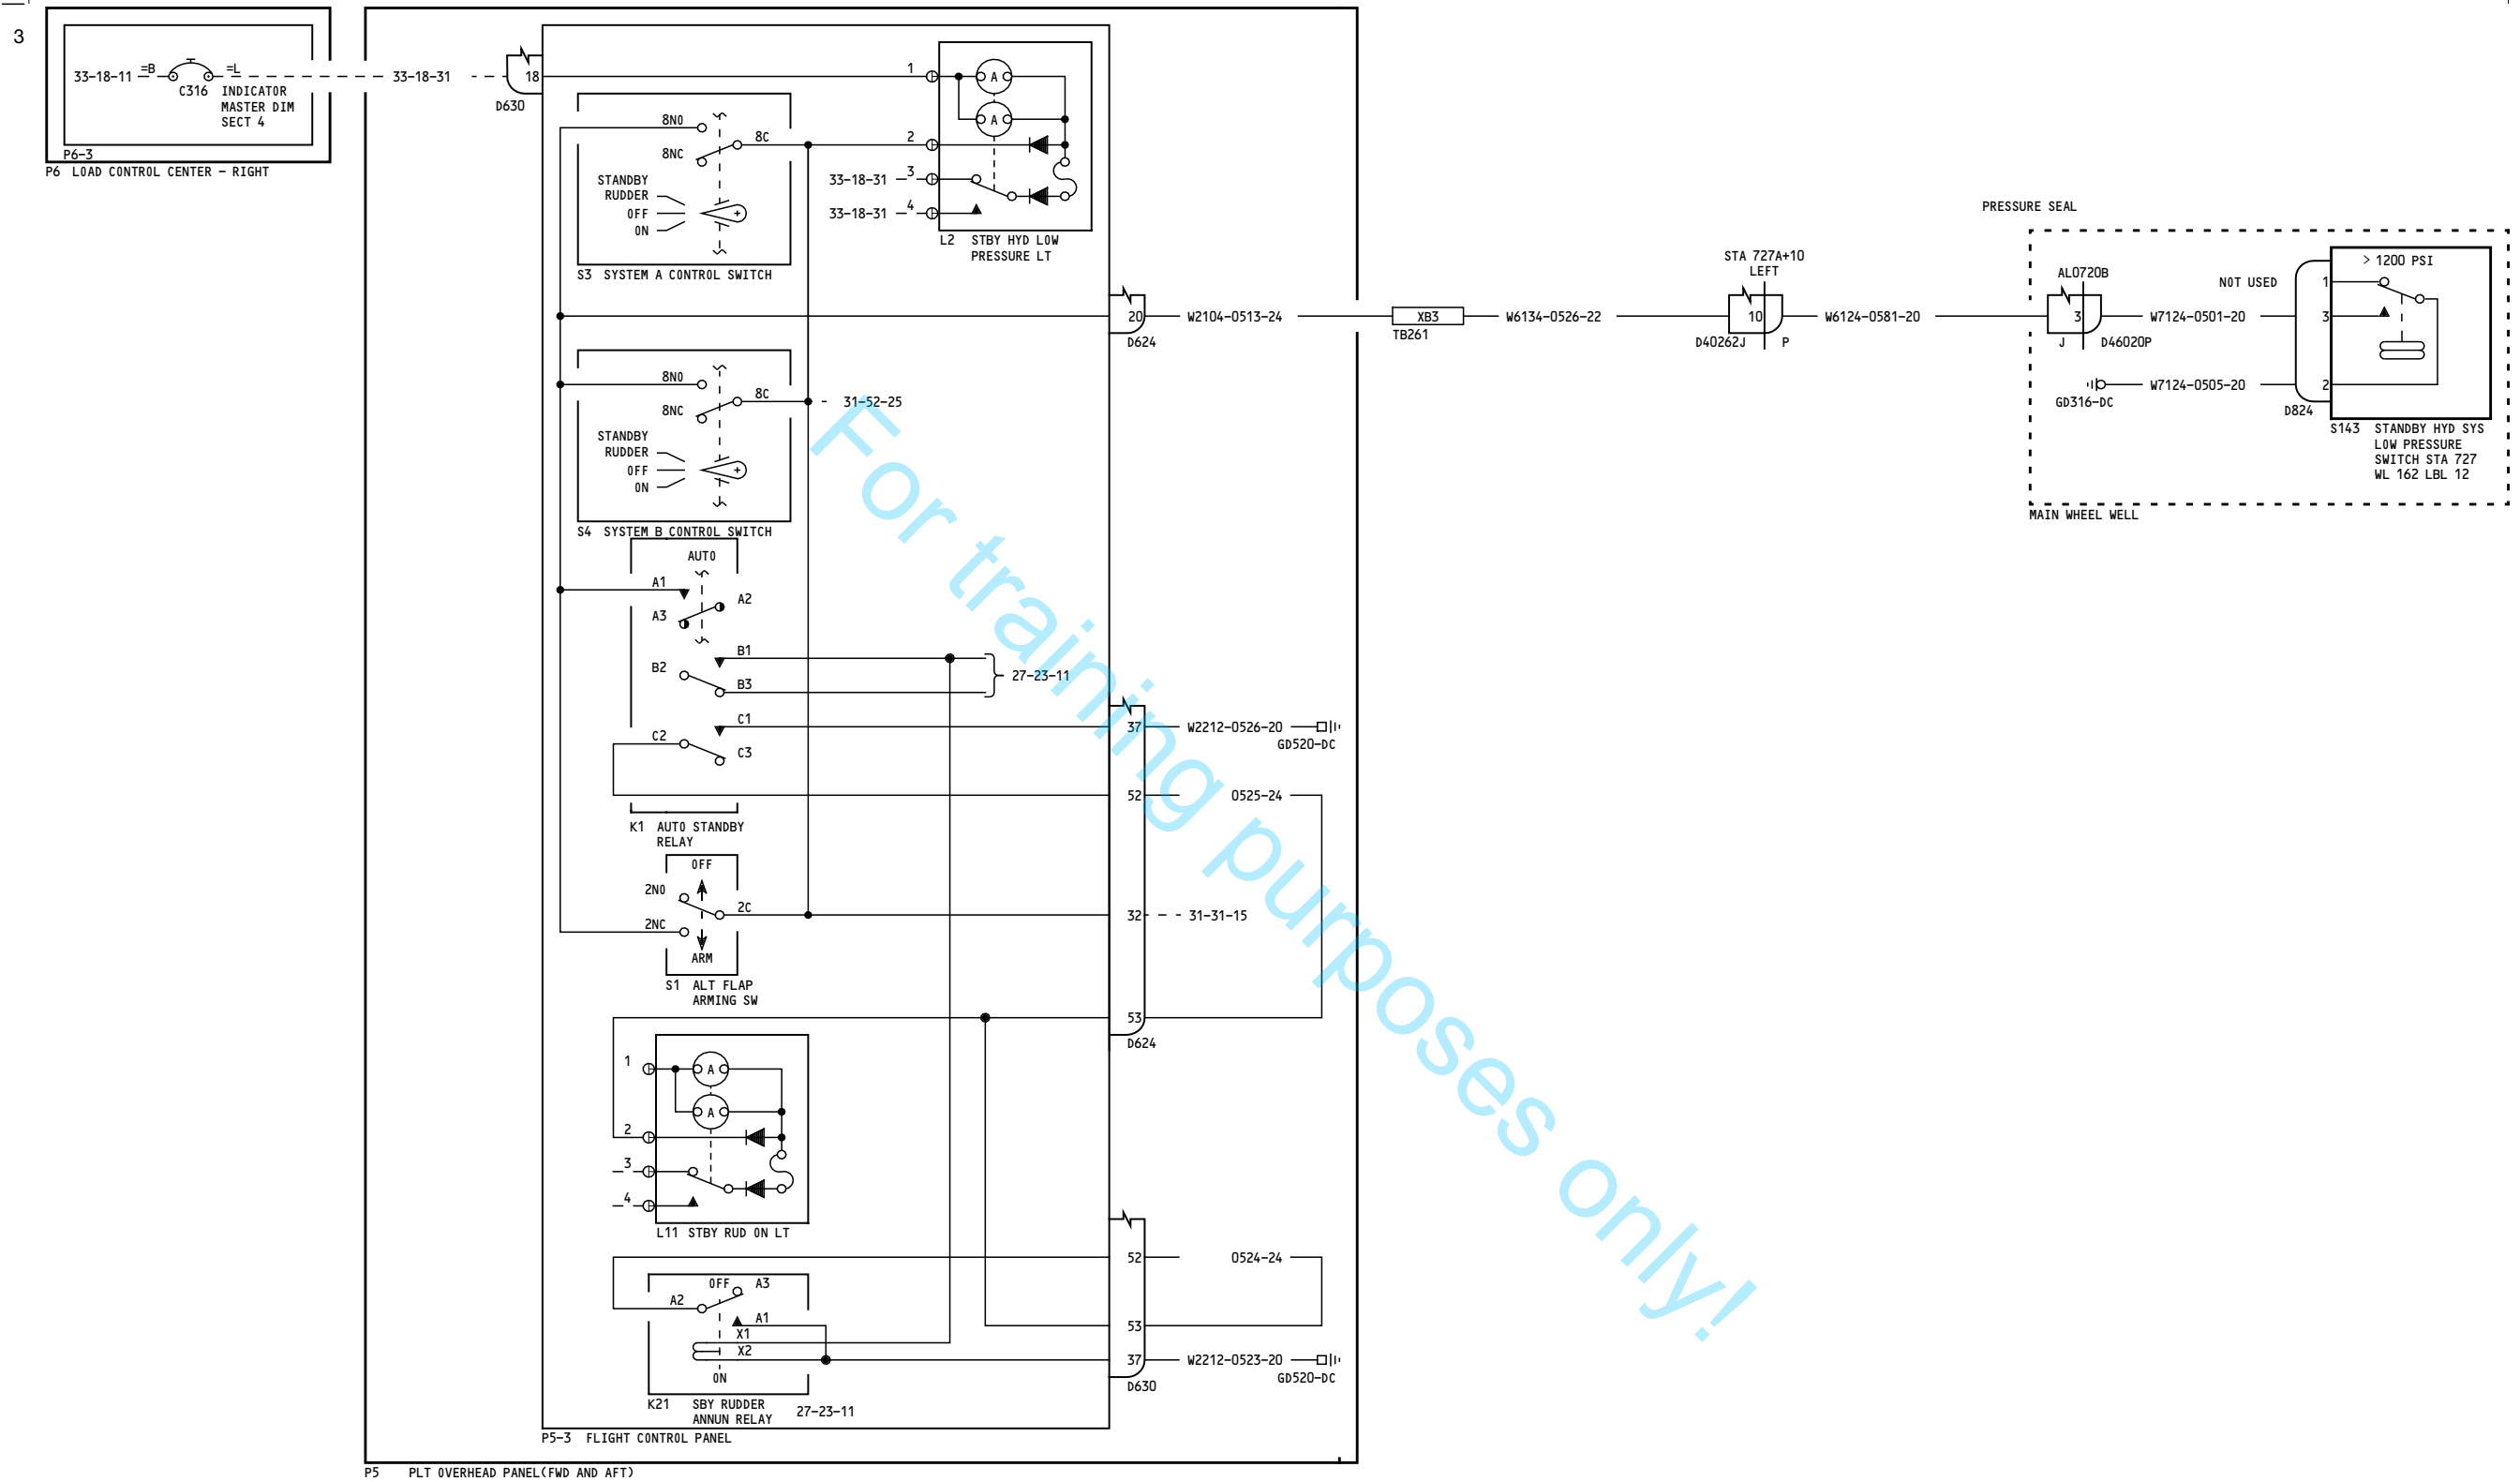 3
33-18-11
=B
=L
C316 INDICATOR
MASTER DIM
SECT 4
P6-3
P6 LOAD CONTROL CENTER - RIGHT
33-18-31
18
D630
8NO
8NC
8C
STANDBY
RUDDER
OFF
ON
S3 SYSTEM A CONTROL SWITCH
1
2
33-18-31
3
33-18-31
4
A
A
L2 STBY HYD LOW
PRESSURE LT
20
D624
W2104-0513-24
XB3
TB261
W6134-0526-22
STA 727A+10
LEFT
10
D40262J P
W6124-0581-20
PRESSURE SEAL
AL0720B
3
J D46020P
W7124-0501-20
NOT USED
GD316-DC
W7124-0505-20
1
3
2
D824
> 1200 PSI
S143 STANDBY HYD SYS
LOW PRESSURE
SWITCH STA 727
WL 162 LBL 12
MAIN WHEEL WELL
8NO
8NC
8C
31-52-25
STANDBY
RUDDER
OFF
ON
S4 SYSTEM B CONTROL SWITCH
AUTO
A1
A2
A3
B1
B2
B3
27-23-11
C1
C2
C3
K1 AUTO STANDBY
RELAY
37
W2212-0526-20
GD520-DC
52
0525-24
OFF
2NO
2C
2NC
ARM
S1 ALT FLAP
ARMING SW
32
31-31-15
53
D624
1
2
3
4
A
A
L11 STBY RUD ON LT
52
0524-24
OFF
A3
A2
A1
X1
X2
ON
K21 SBY RUDDER
ANNUN RELAY
27-23-11
53
37
W2212-0523-20
GD520-DC
D630
P5-3 FLIGHT CONTROL PANEL
P5 PLT OVERHEAD PANEL(FWD AND AFT)
For training purposes only!